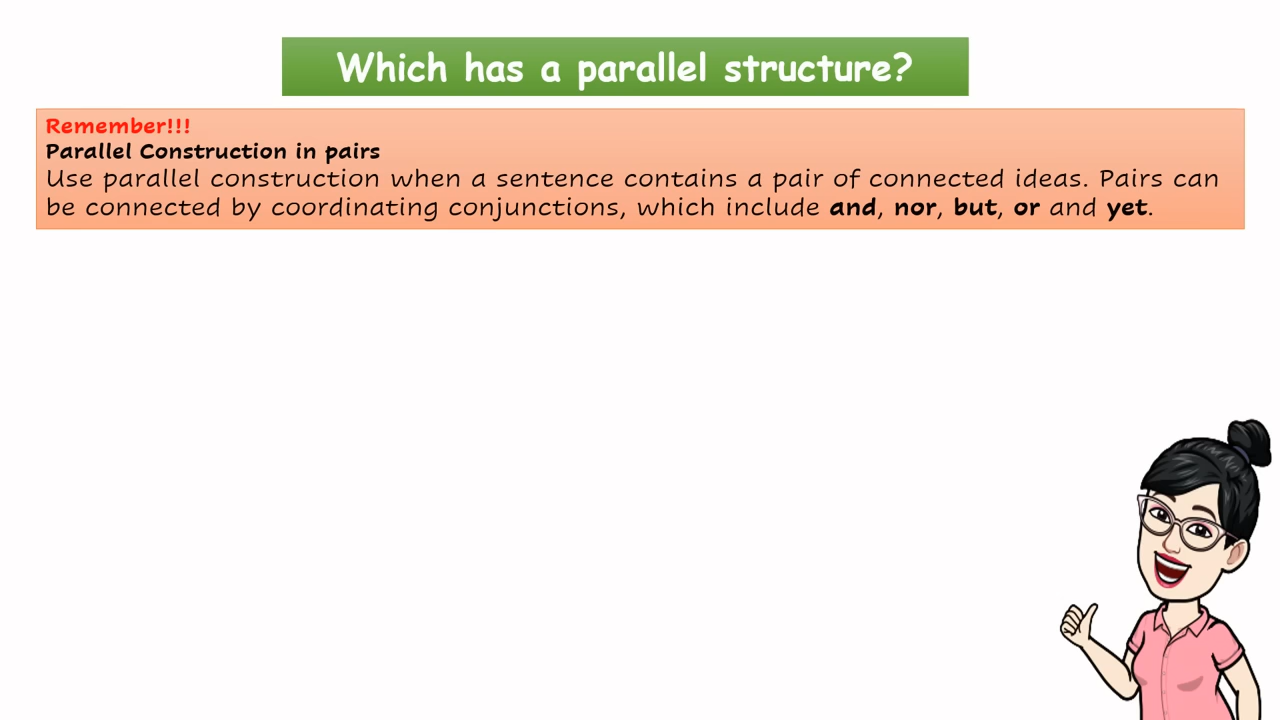 Which has a parallel structure?
Remember!!!
Parallel Construction in pairs
Use parallel construction when a sentence contains a pair of connected ideas. Pairs can
be connected by coordinating conjunctions, which include and, nor, but, or and yet.